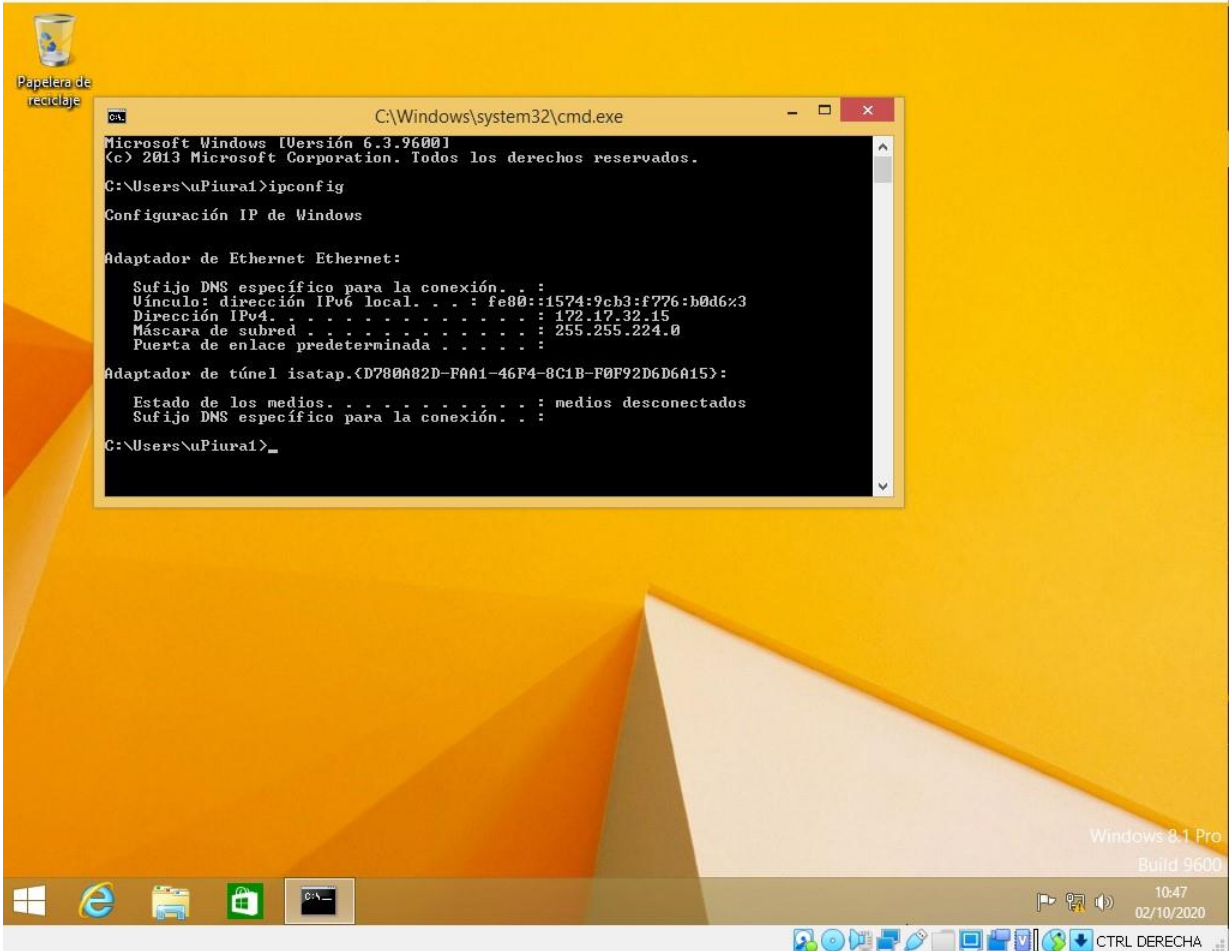 Papelera de
reciclaje
C:\Windows\system32\cmd.exe
Microsoft Windows [Versión 6.3.9600]
(c) 2013 Microsoft Corporation. Todos los derechos reservados.
C:\Users\uPiura1>ipconfig
Configuración IP de Windows
Adaptador de Ethernet Ethernet:
Sufijo DNS específico para la conexión. . :
Vínculo: dirección IPv6 local. . . : fe80::1574:9cb3:f776:b0d6%3
Dirección IPv4. . . . . . . . . . . . . . : 172.17.32.15
Máscara de subred . . . . . . . . . . . . : 255.255.224.0
Puerta de enlace predeterminada . . . . . :
Adaptador de túnel isatap.{D780A82D-FAA1-46F4-8C1B-F0F92D6D6A15}:
Estado de los medios. . . . . . . . . . . : medios desconectados
Sufijo DNS específico para la conexión. . :
C:\Users\uPiura1>_
Windows 8.1 Pro
Build 9600
10:47
02/10/2020
CTRL DERECHA